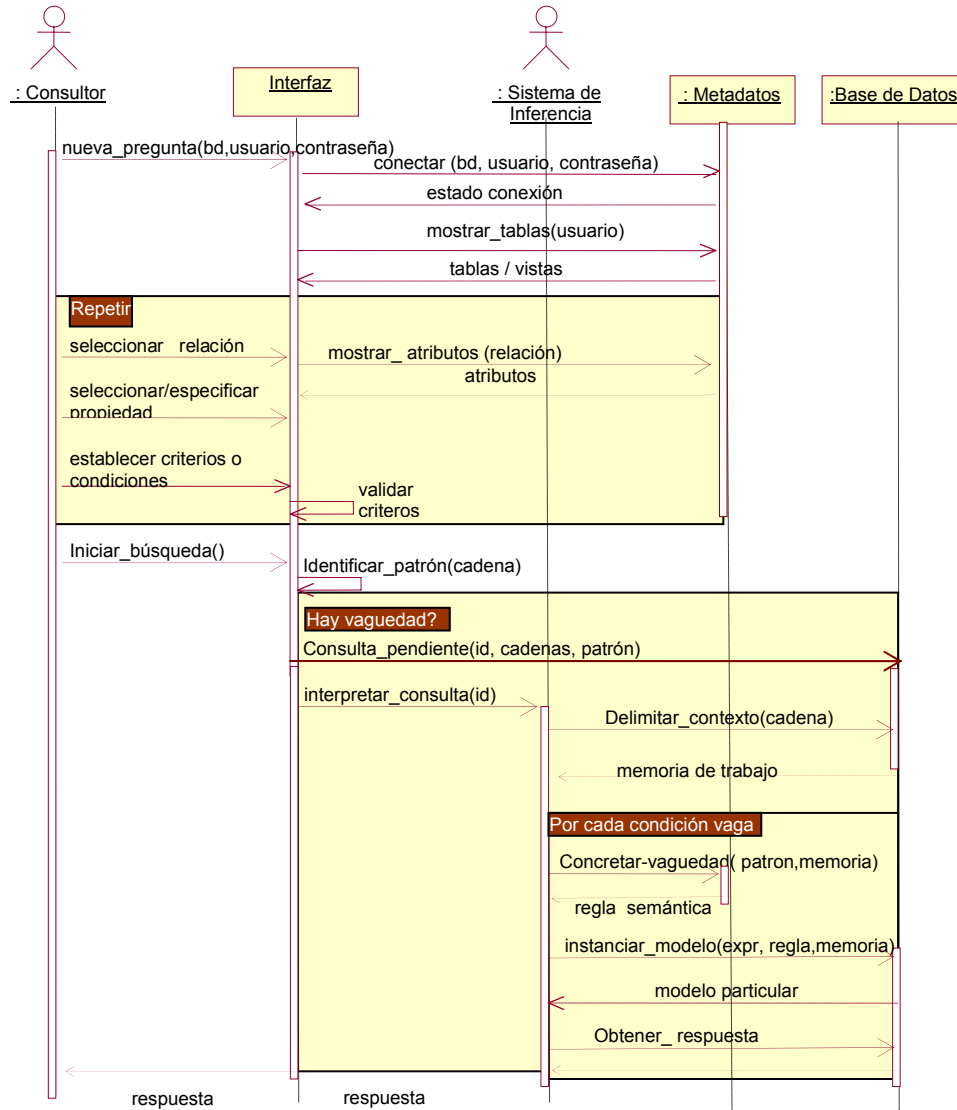 : Consultor
Interfaz
: Sistema de
Inferencia
: Metadatos
:Base de Datos
nueva_pregunta(bd,usuario,contraseña)
conectar (bd, usuario, contraseña)
estado conexión
mostrar_tablas(usuario)
tablas / vistas
Repetir
seleccionar relación
mostrar_ atributos (relación)
atributos
seleccionar/especificar
propiedad
establecer criterios o
condiciones
validar
criteros
Iniciar_búsqueda()
Identificar_patrón(cadena)
Hay vaguedad?
Consulta_pendiente(id, cadenas, patrón)
interpretar_consulta(id)
Delimitar_contexto(cadena)
memoria de trabajo
Por cada condición vaga
Concretar-vaguedad( patron,memoria)
regla semántica
instanciar_modelo(expr, regla,memoria)
modelo particular
Obtener_ respuesta
respuesta
respuesta